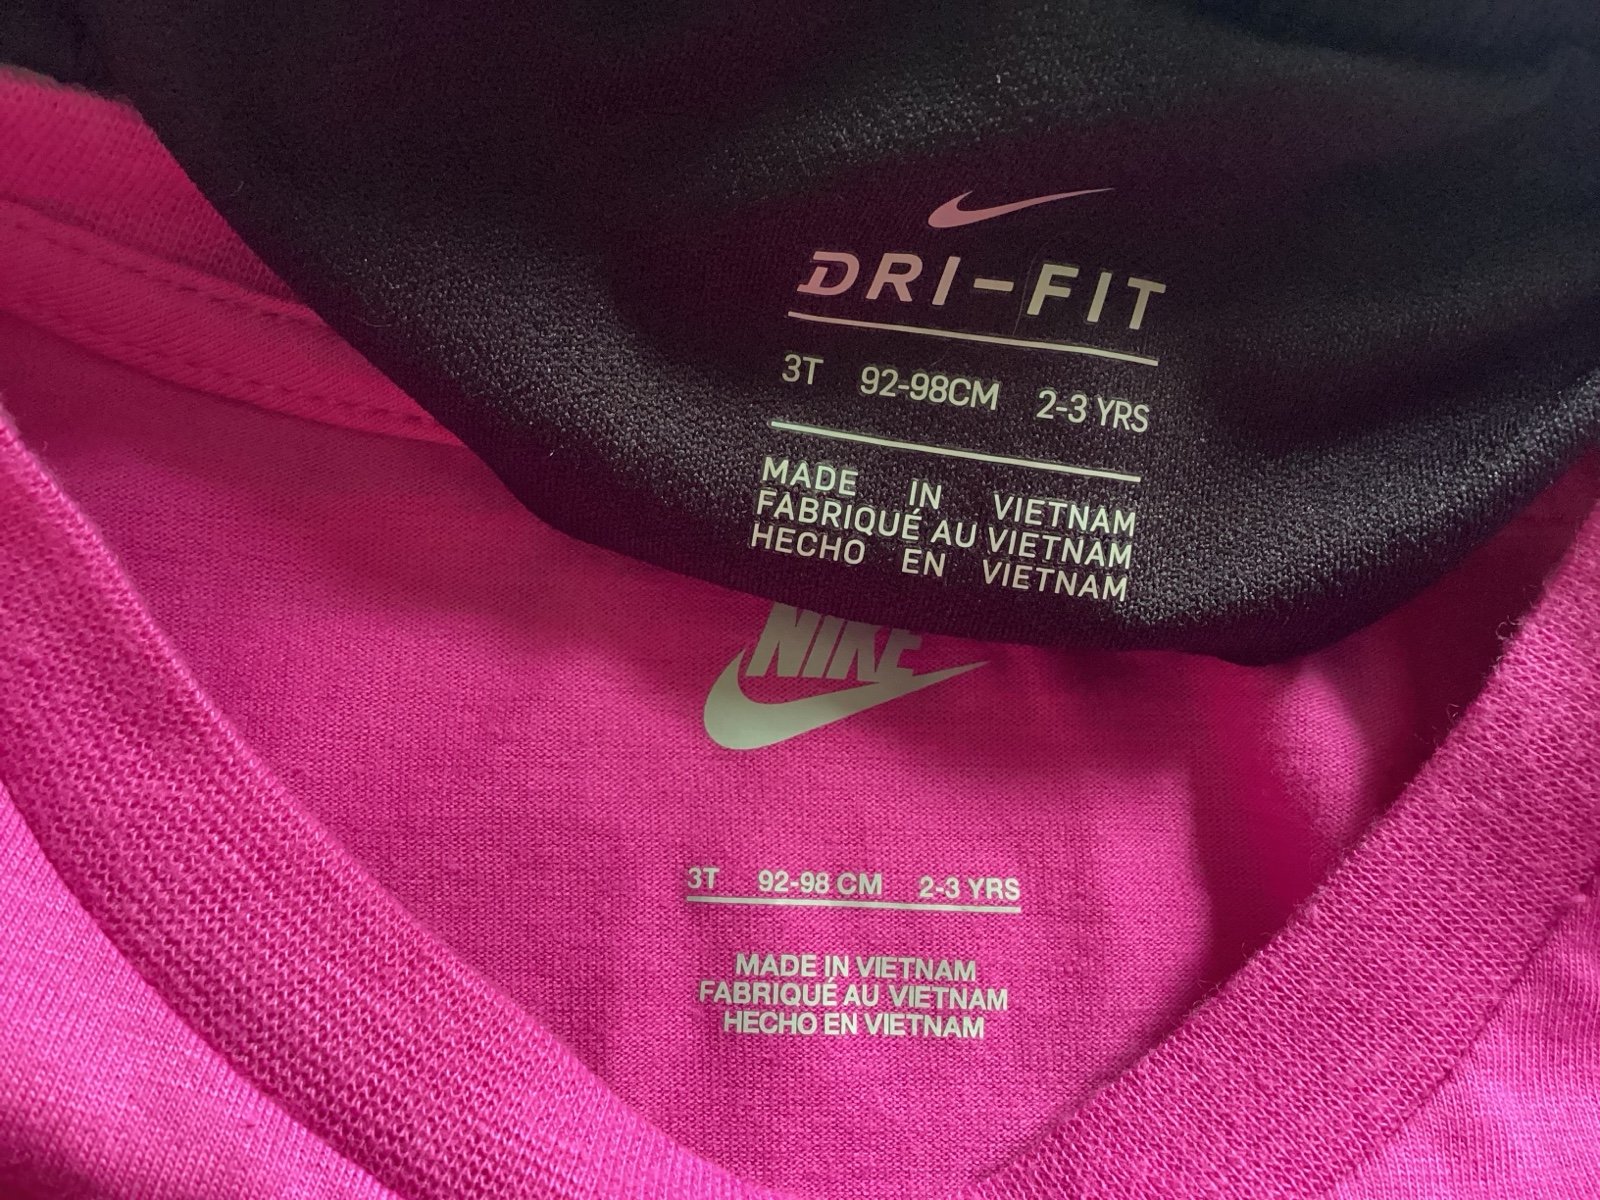 DRI-FIT
3T 92-98CM 2-3 YRS
MADE IN VIETNAM
FABRIQUÉ AU VIETNAM
HECHO EN VIETNAM
NIKE
3T 92-98 CM 2-3 YRS
MADE IN VIETNAM
FABRIQUÉ AU VIETNAM
HECHO EN VIETNAM